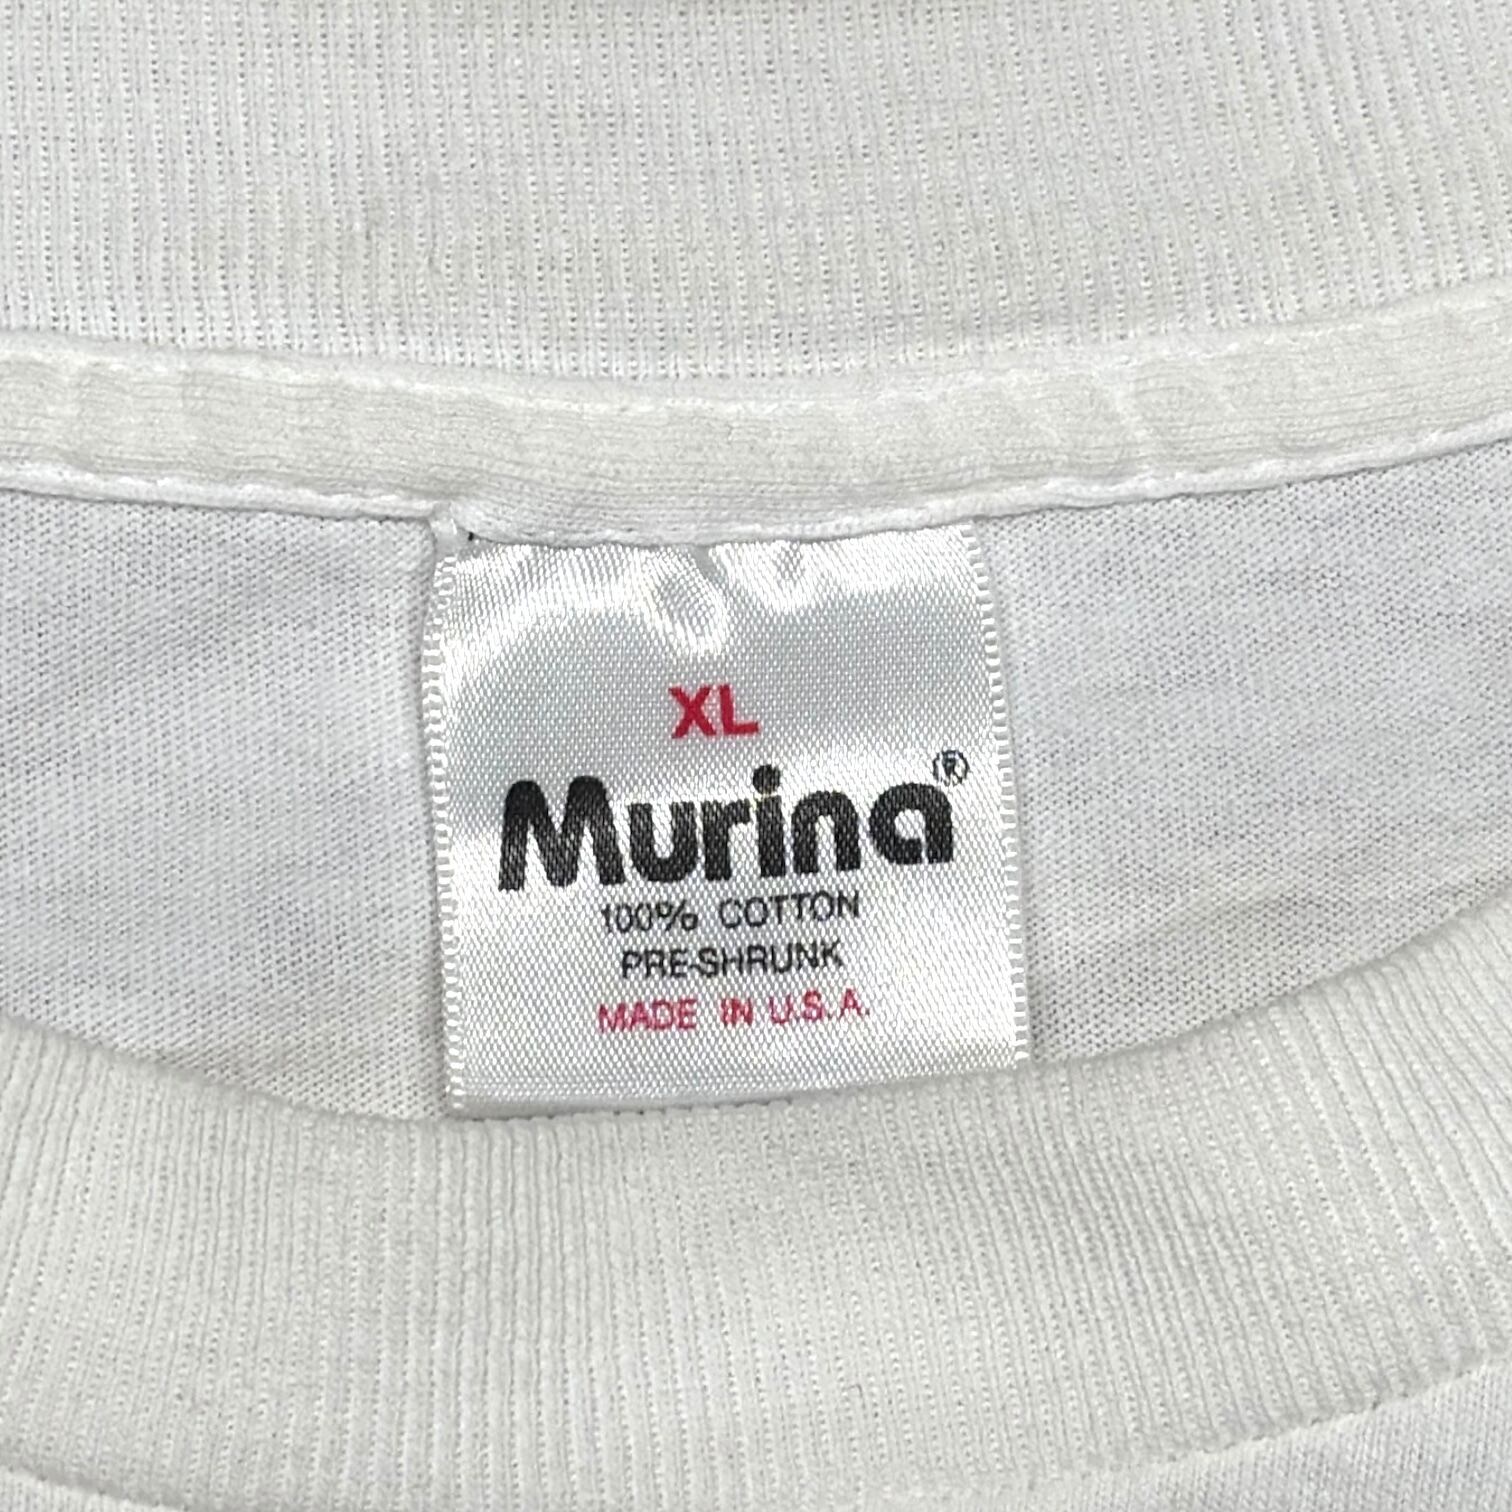 XL
Murina®
100% COTTON
PRE-SHRUNK
MADE IN U.S.A.